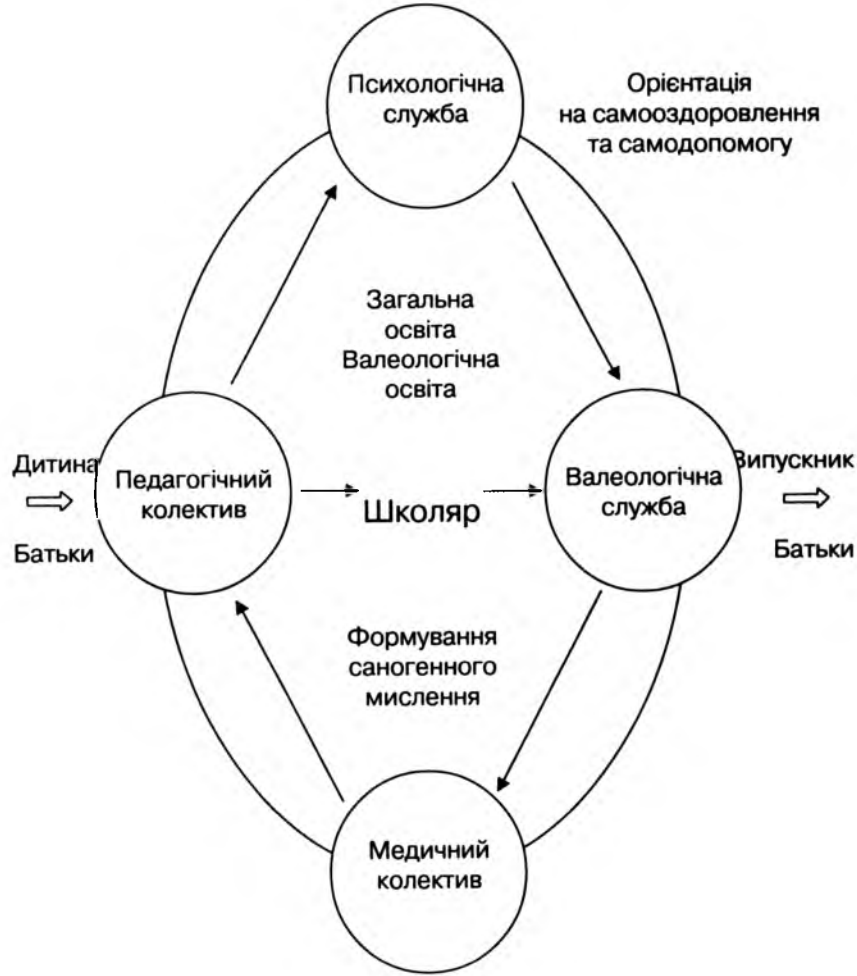 Психологічна
служба
Орієнтація
на самооздоровлення
та самодопомогу
Загальна
освіта
Валеологічна
освіта
Дитина
Батьки
Педагогічний
колектив
Школяр
Валеологічна
служба
Випускник
Батьки
Формування
саногенного
мислення
Медичний
колектив